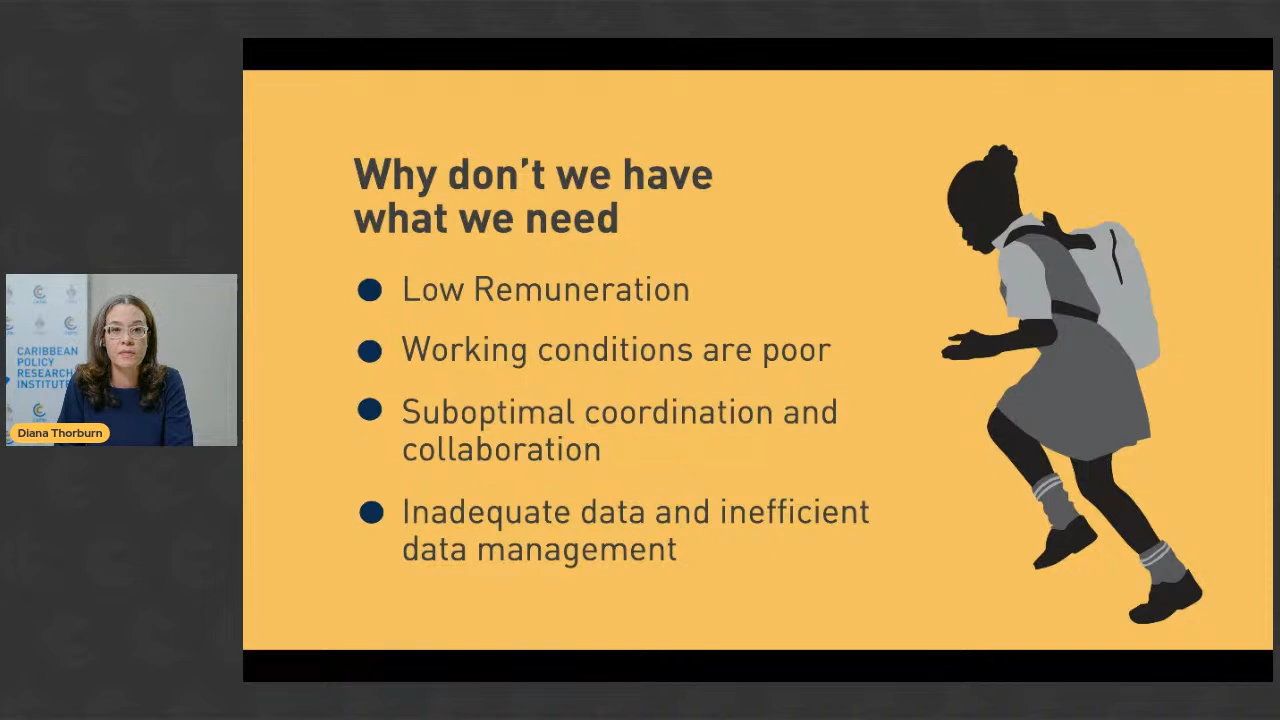 Why don't we have
what we need
Low Remuneration
Working conditions are poor
Suboptimal coordination and
collaboration
Inadequate data and inefficient
data management
CARIBBEAN
POLICY
RESEARCH
INSTITUTE
Diana Thorburn